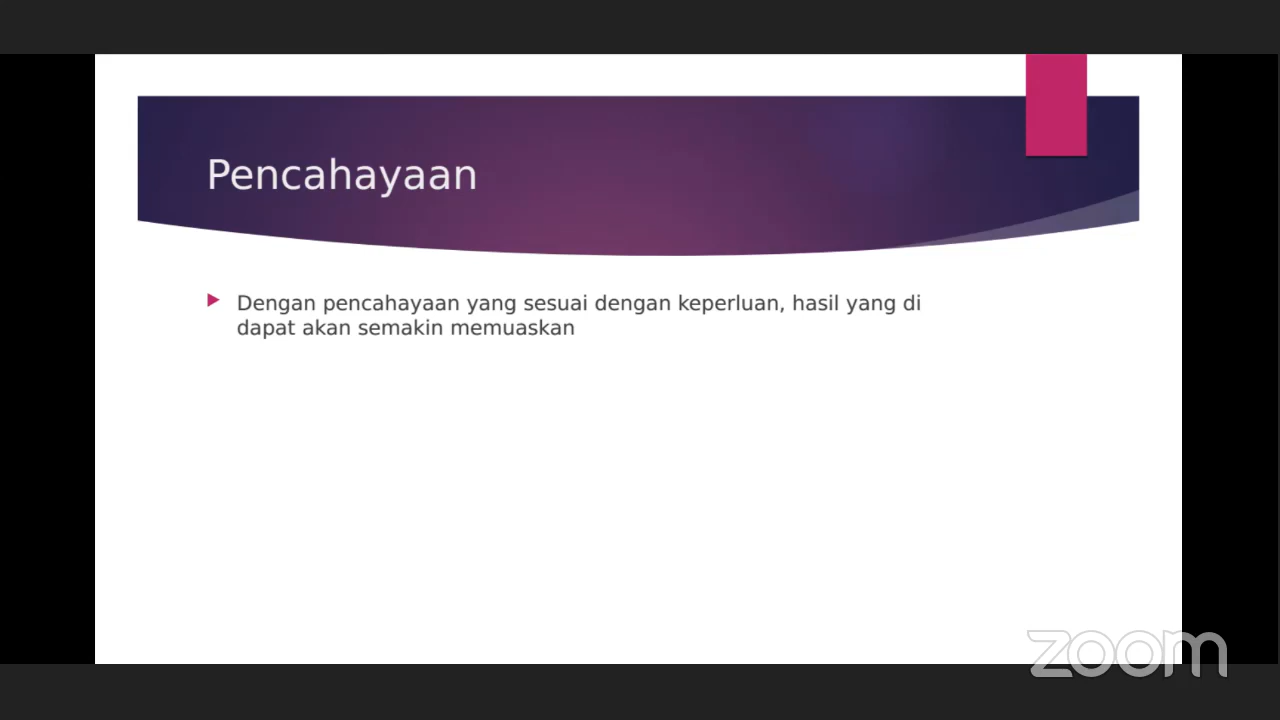 Pencahayaan
Dengan pencahayaan yang sesuai dengan keperluan, hasil yang di
dapat akan semakin memuaskan
zoom